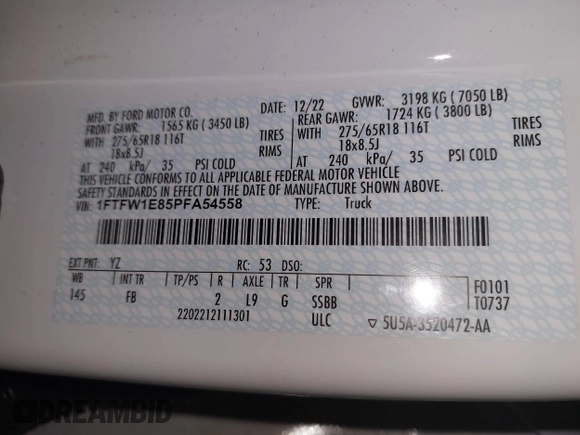 MFD. BY FORD MOTOR CO. DATE: 12/22 GVWR: 3198 KG ( 7050 LB)
FRONT GAWR: 1565 KG ( 3450 LB) REAR GAWR: 1724 KG ( 3800 LB)
WITH 275/65R18 116T TIRES WITH 275/65R18 116T TIRES
18x8.5J RIMS 18x8.5J RIMS
AT 240 kPa/ 35 PSI COLD AT 240 kPa/ 35 PSI COLD
THIS VEHICLE CONFORMS TO ALL APPLICABLE FEDERAL MOTOR VEHICLE
SAFETY STANDARDS IN EFFECT ON THE DATE OF MANUFACTURE SHOWN ABOVE.
VIN: 1FTFW1E85PFA54558 TYPE: Truck
EXT PNT: YZ RC: 53 DSO:
WB INT TR TP/PS R AXLE TR SPR F0101
145 FB 2 L9 G SSBB T0737
2202212111301 ULC ▽ 5U5A-3520472-AA
DREAMBID